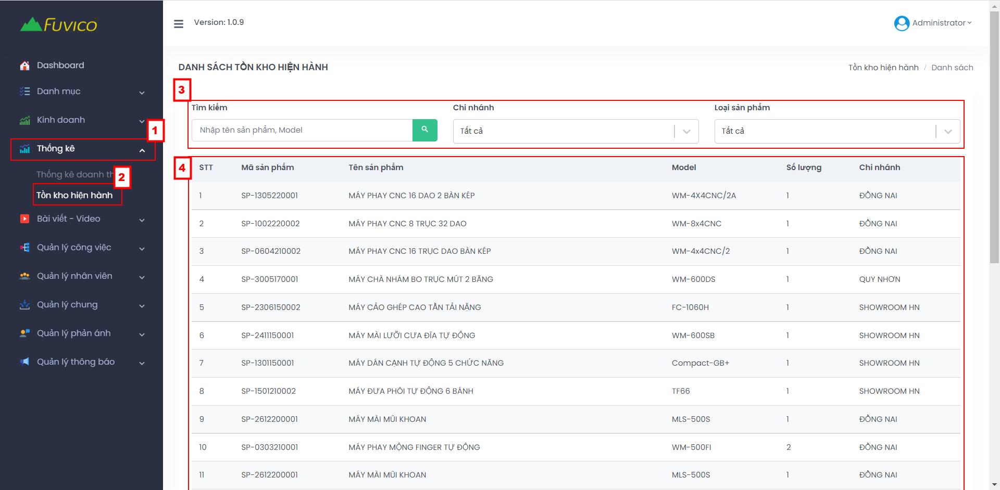 FUVICO
Version: 1.0.9
Administrator
Dashboard
Danh mục
Kinh doanh
1
Thống kê
Thống kê doanh th
2
Tồn kho hiện hành
Bài viết - Video
Quản lý công việc
Quản lý nhân viên
Quản lý chung
Quản lý phản ánh
Quản lý thông báo
DANH SÁCH TỒN KHO HIỆN HÀNH
Tồn kho hiện hành / Danh sách
3
Tìm kiếm Chi nhánh Loại sản phẩm
Nhập tên sản phẩm, Model Tất cả Tất cả
4
STT Mã sản phẩm Tên sản phẩm Model Số lượng Chi nhánh
1 SP-1305220001 MÁY PHAY CNC 16 DAO 2 BÀN KÉP WM-4X4CNC/2A 1 ĐỒNG NAI
2 SP-1002220002 MÁY PHAY CNC 8 TRỤC 32 DAO WM-8x4CNC 1 ĐỒNG NAI
3 SP-0604210002 MÁY PHAY CNC 16 TRỤC DAO BÀN KÉP WM-4x4CNC/2 1 ĐỒNG NAI
4 SP-3005170001 MÁY CHÀ NHÁM BO TRỤC MÚT 2 BĂNG WM-600DS 1 QUY NHƠN
5 SP-2306150002 MÁY CẢO GHÉP CAO TẦN TẢI NẶNG FC-1060H 1 SHOWROOM HN
6 SP-2411150001 MÁY MÀI LƯỠI CƯA ĐĨA TỰ ĐỘNG WM-600SB 1 SHOWROOM HN
7 SP-1301150001 MÁY DÁN CẠNH TỰ ĐỘNG 5 CHỨC NĂNG Compact-GB+ 1 SHOWROOM HN
8 SP-1501210002 MÁY ĐƯA PHÔI TỰ ĐỘNG 6 BÁNH TF66 1 SHOWROOM HN
9 SP-2612200001 MÁY MÀI MŨI KHOAN MLS-500S 1 ĐỒNG NAI
10 SP-0303210001 MÁY PHAY MỘNG FINGER TỰ ĐỘNG WM-500FI 2 ĐỒNG NAI
11 SP-2612200001 MÁY MÀI MŨI KHOAN MLS-500S 1 ĐỒNG NAI